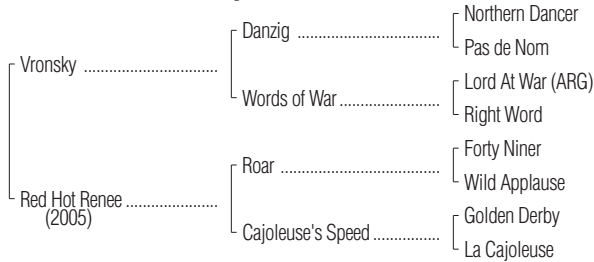 Northern Dancer
Danzig ..............................
Pas de Nom
Vronsky ............................
Lord At War (ARG)
Words of War.....................
Right Word
Forty Niner
Roar ..................................
Wild Applause
Red Hot Renee ...................
(2005)
Golden Derby
Cajoleuse's Speed..............
La Cajoleuse